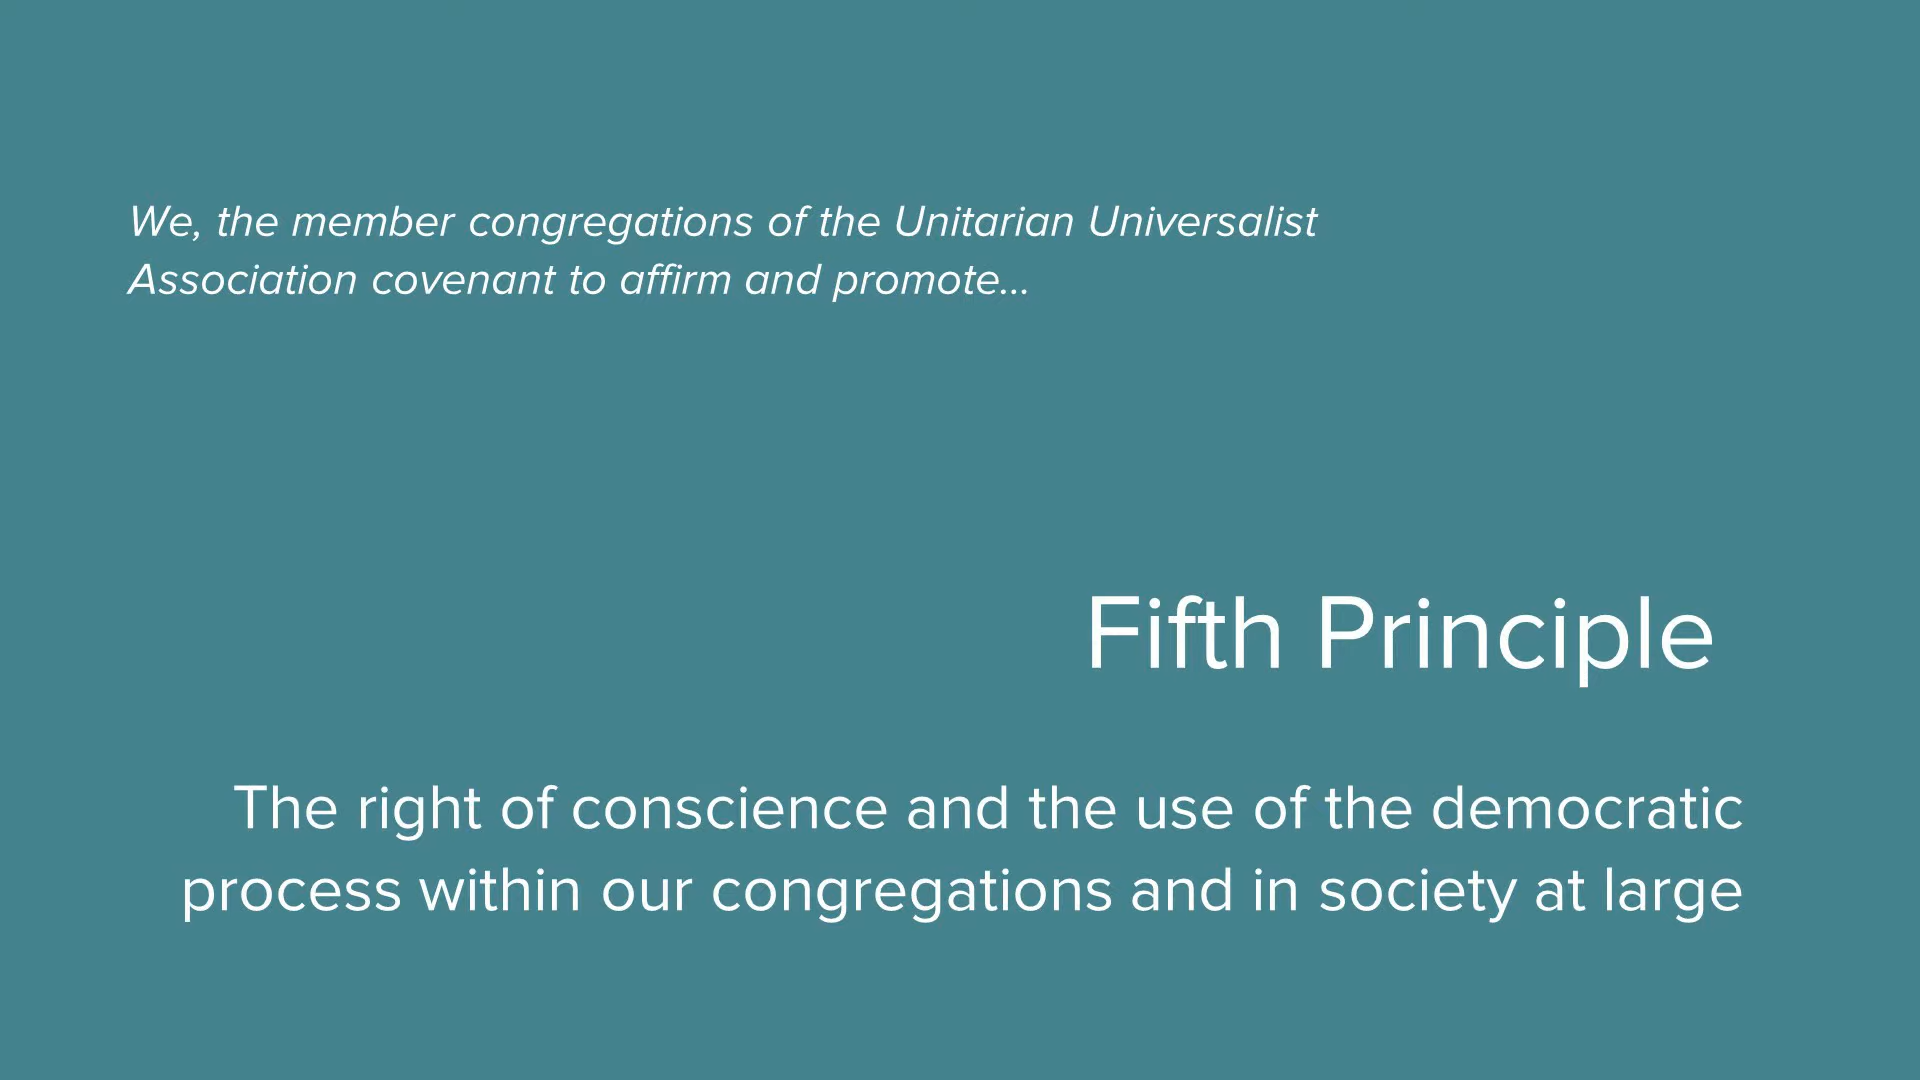 We, the member congregations of the Unitarian Universalist
Association covenant to affirm and promote...
Fifth Principle
The right of conscience and the use of the democratic
process within our congregations and in society at large